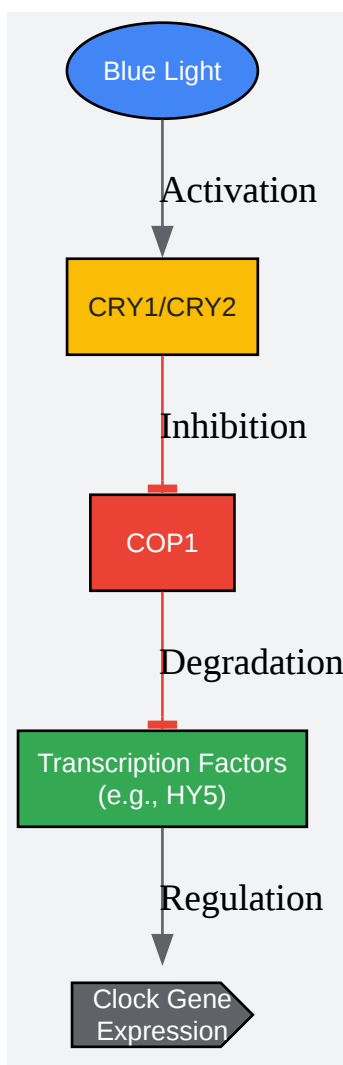 Blue Light
Activation
CRY1/CRY2
Inhibition
COP1
Degradation
Transcription Factors
(e.g., HY5)
Regulation
Clock Gene
Expression